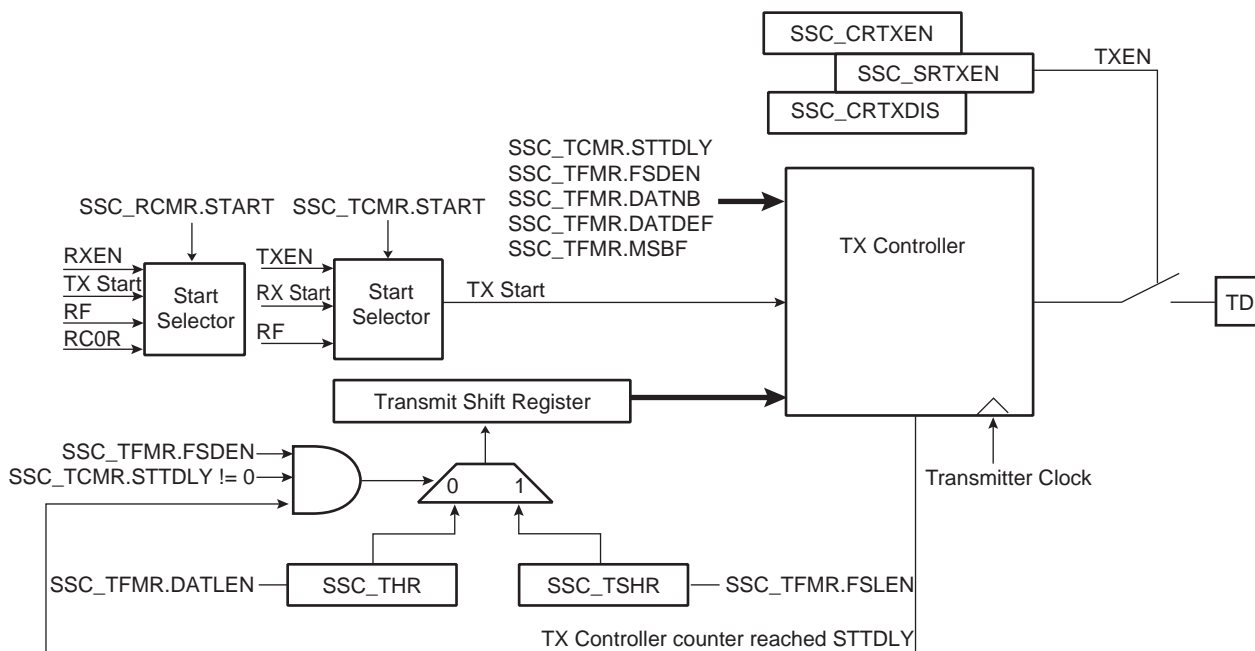 SSC_CRTXEN
SSC_SRTXEN
TXEN
SSC_CRTXDIS
SSC_TCMR.STTDLY
SSC_TFMR.FSDEN
SSC_TFMR.DATNB
SSC_TFMR.DATDEF
SSC_TFMR.MSBF
SSC_RCMR.START
SSC_TCMR.START
TX Controller
RXEN
TX Start
RF
RC0R
Start
Selector
TXEN
RX Start
RF
Start
Selector
TX Start
TD
Transmit Shift Register
SSC_TFMR.FSDEN
SSC_TCMR.STTDLY != 0
0
1
Transmitter Clock
SSC_TFMR.DATLEN
SSC_THR
SSC_TSHR
SSC_TFMR.FSLEN
TX Controller counter reached STTDLY